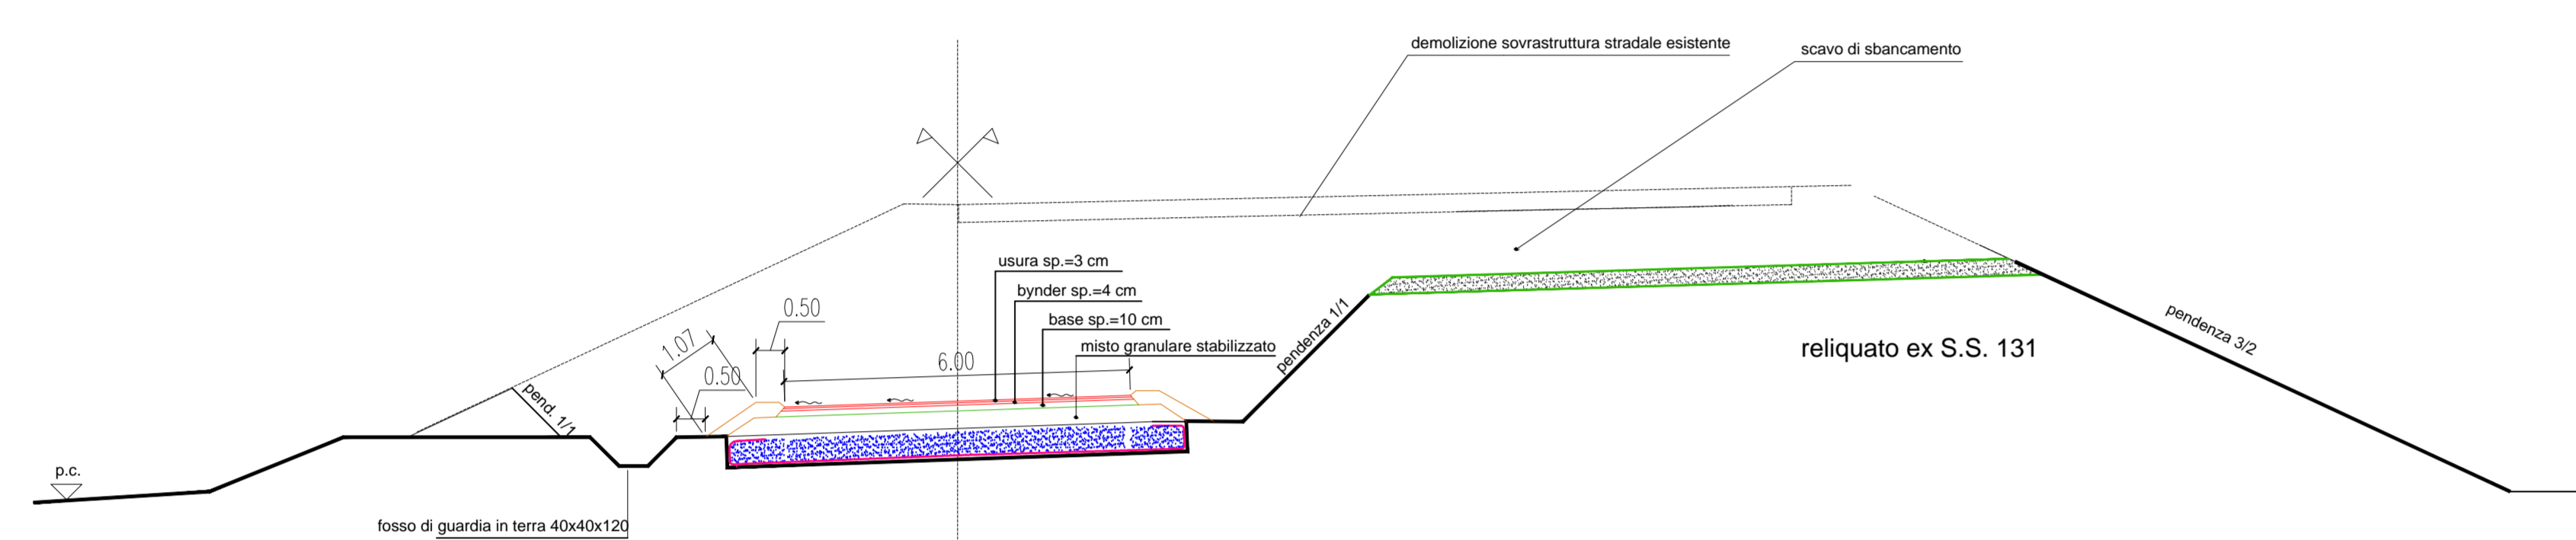 demolizione sovrastruttura stradale esistente
scavo di sbancamento
usura sp.=3 cm
bynder sp.=4 cm
base sp.=10 cm
misto granulare stabilizzato
0.50
1.07
0.50
6.00
pendenza 1/1
pendenza 3/2
reliquato ex S.S. 131
pend. 1/1
p.c.
fosso di guardia in terra 40x40x120